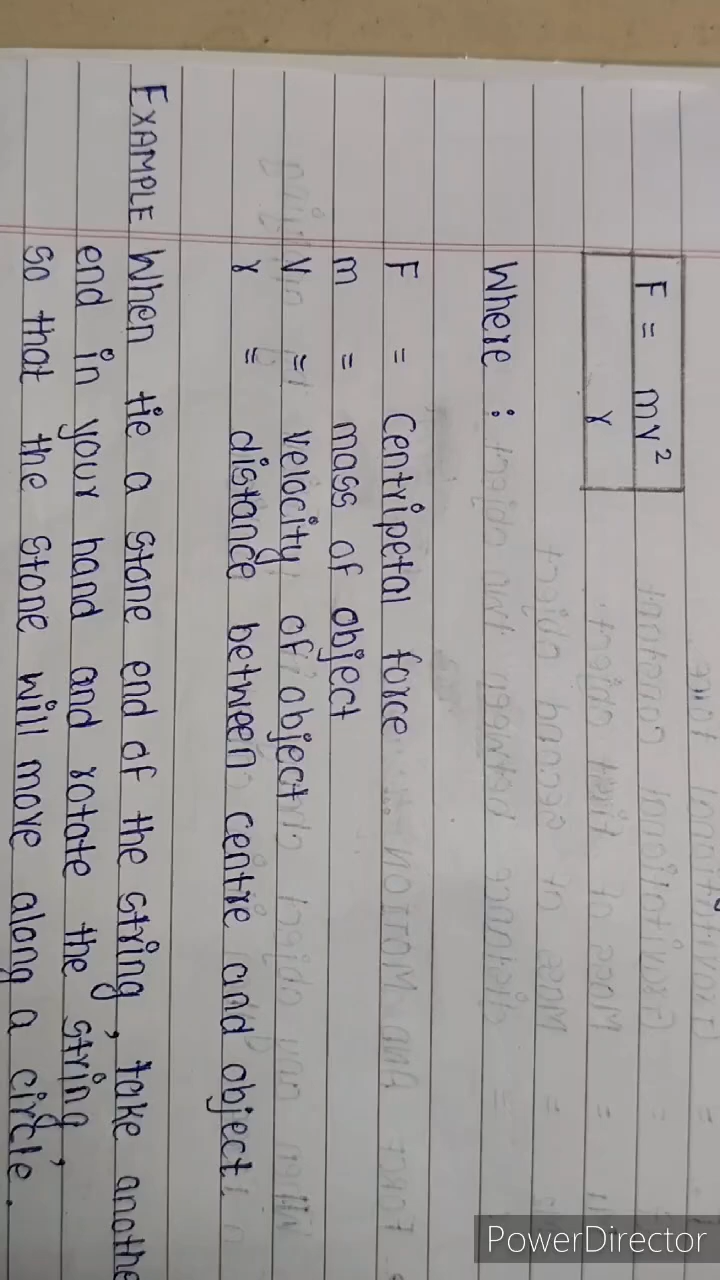 F = mv²
r
Where :
F = Centripetal force
m = mass of object
v = velocity of object
r = distance between centre and object.
EXAMPLE When tie a stone end of the string, take anothe
end in your hand and rotate the string,
so that the stone will move along a circle.
PowerDirector